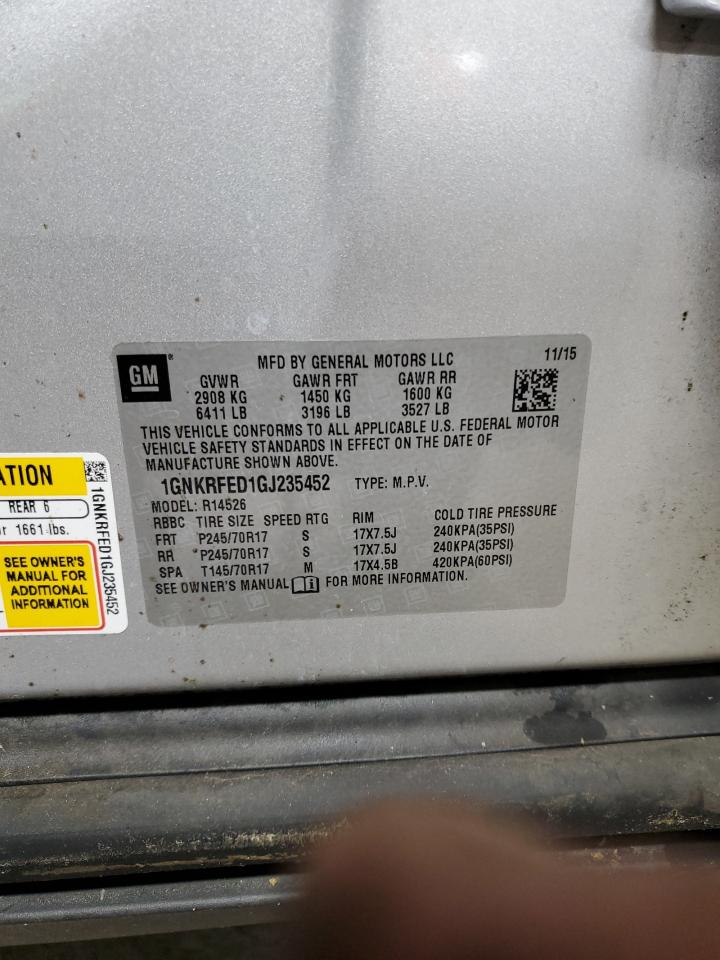 GM
MFD BY GENERAL MOTORS LLC 11/15
GVWR GAWR FRT GAWR RR
2908 KG 1450 KG 1600 KG
6411 LB 3196 LB 3527 LB
THIS VEHICLE CONFORMS TO ALL APPLICABLE U.S. FEDERAL MOTOR
VEHICLE SAFETY STANDARDS IN EFFECT ON THE DATE OF
MANUFACTURE SHOWN ABOVE.
1GNKRFED1GJ235452 TYPE: M.P.V.
MODEL: R14526
RBBC TIRE SIZE SPEED RTG RIM COLD TIRE PRESSURE
FRT P245/70R17 S 17X7.5J 240KPA(35PSI)
RR P245/70R17 S 17X7.5J 240KPA(35PSI)
SPA T145/70R17 M 17X4.5B 420KPA(60PSI)
SEE OWNER'S MANUAL FOR MORE INFORMATION.
ATION
REAR 6
r 1661 lbs.
SEE OWNER'S
MANUAL FOR
ADDITIONAL
INFORMATION
1GNKRFED1GJ235452